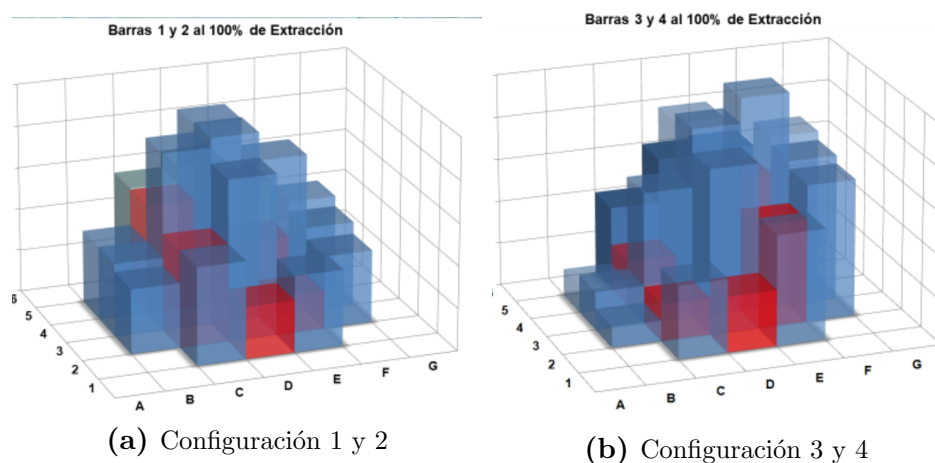 Barras 1 y 2 al 100% de Extracción
6
5
4
3
2
1
A B C D E F G
(a) Configuración 1 y 2
Barras 3 y 4 al 100% de Extracción
5
4
3
2
1
A B C D E F G
(b) Configuración 3 y 4